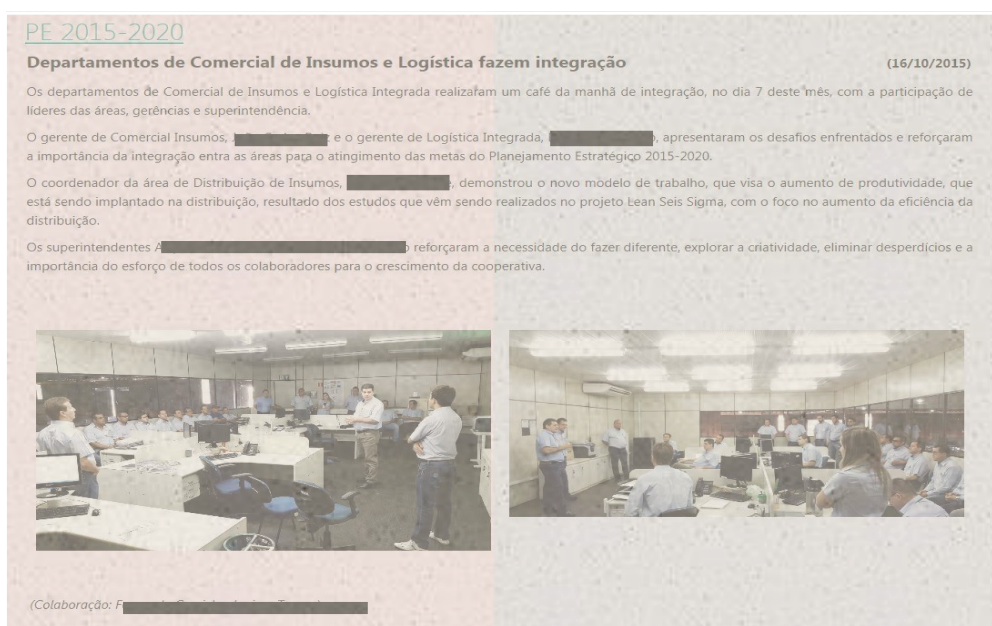 PE 2015-2020
Departamentos de Comercial de Insumos e Logística fazem integração (16/10/2015)
Os departamentos de Comercial de Insumos e Logística Integrada realizaram um café da manhã de integração, no dia 7 deste mês, com a participação de
líderes das áreas, gerências e superintendência.
O gerente de Comercial Insumos, e o gerente de Logística Integrada, , apresentaram os desafios enfrentados e reforçaram
a importância da integração entra as áreas para o atingimento das metas do Planejamento Estratégico 2015-2020.
O coordenador da área de Distribuição de Insumos, , demonstrou o novo modelo de trabalho, que visa o aumento de produtividade, que
está sendo implantado na distribuição, resultado dos estudos que vêm sendo realizados no projeto Lean Seis Sigma, com o foco no aumento da eficiência da
distribuição.
Os superintendentes A reforçaram a necessidade do fazer diferente, explorar a criatividade, eliminar desperdícios e a
importância do esforço de todos os colaboradores para o crescimento da cooperativa.
(Colaboração: F